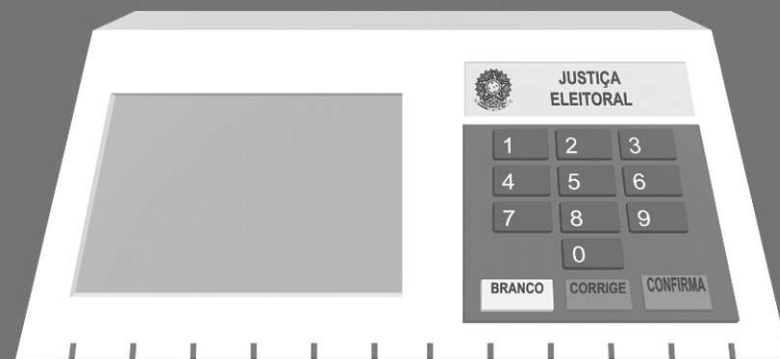 JUSTIÇA
ELEITORAL
1 2 3
4 5 6
7 8 9
0
BRANCO CORRIGE CONFIRMA